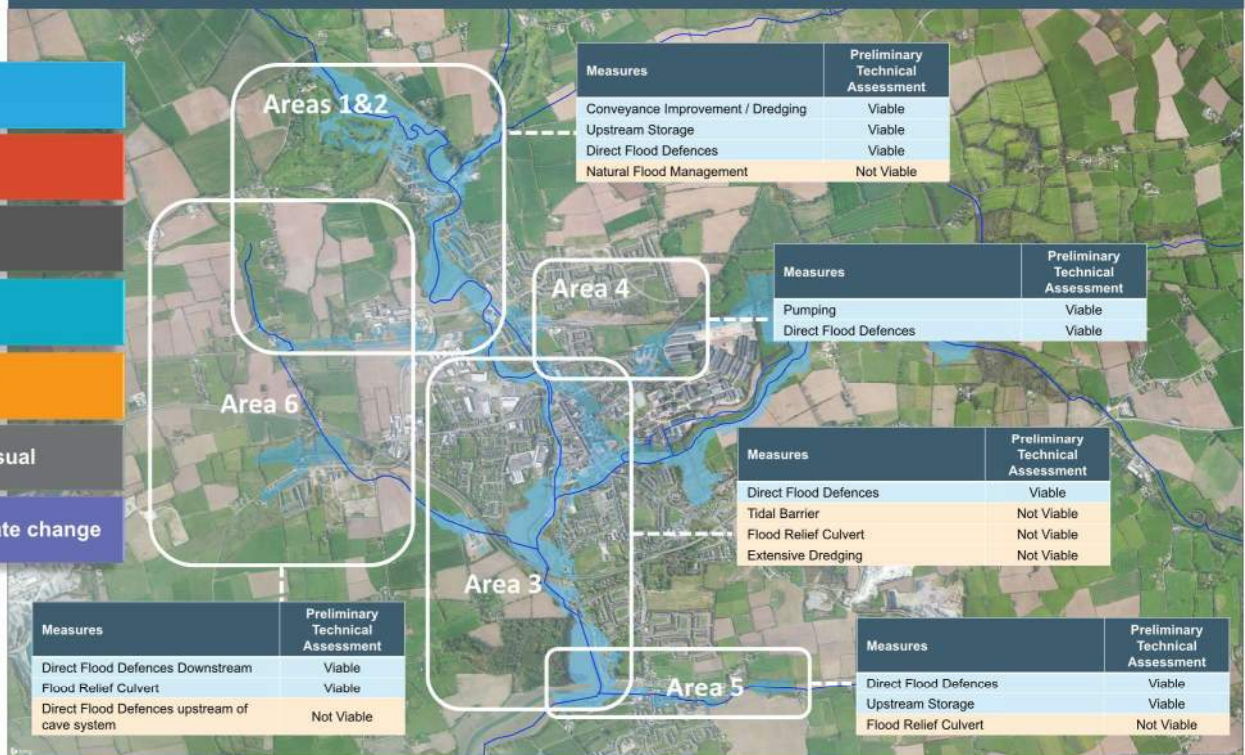 Areas 1&2
Measures
Preliminary
Technical
Assessment
Conveyance Improvement / Dredging Viable
Upstream Storage Viable
Direct Flood Defences Viable
Natural Flood Management Not Viable
Area 4
Measures
Preliminary
Technical
Assessment
Pumping Viable
Direct Flood Defences Viable
Area 6
sual
ate change
Measures
Preliminary
Technical
Assessment
Direct Flood Defences Viable
Tidal Barrier Not Viable
Flood Relief Culvert Not Viable
Extensive Dredging Not Viable
Area 3
Measures
Preliminary
Technical
Assessment
Direct Flood Defences Downstream Viable
Flood Relief Culvert Viable
Direct Flood Defences upstream of
cave system Not Viable
Area 5
Measures
Preliminary
Technical
Assessment
Direct Flood Defences Viable
Upstream Storage Viable
Flood Relief Culvert Not Viable